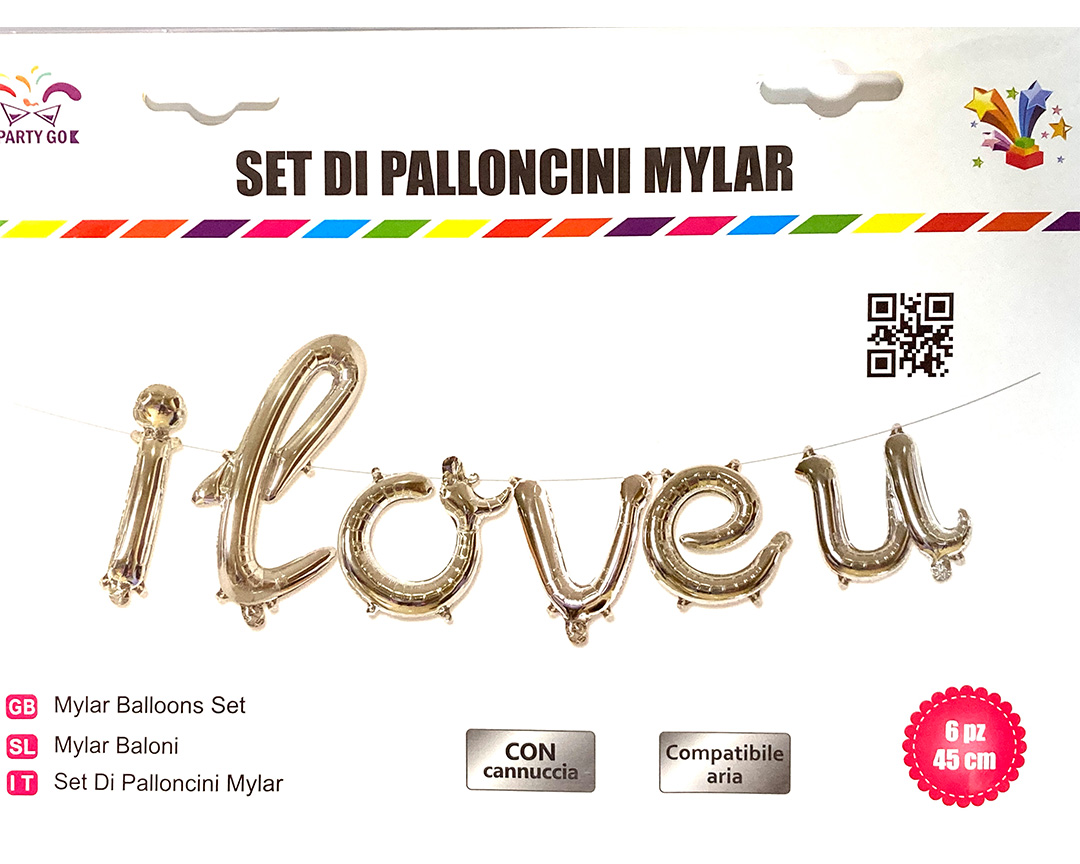 PARTY GO
SET DI PALLONCINI MYLAR
i love u
GB Mylar Balloons Set
SL Mylar Baloni
IT Set Di Palloncini Mylar
CON
cannuccia
Compatibile
aria
6 pz
45 cm